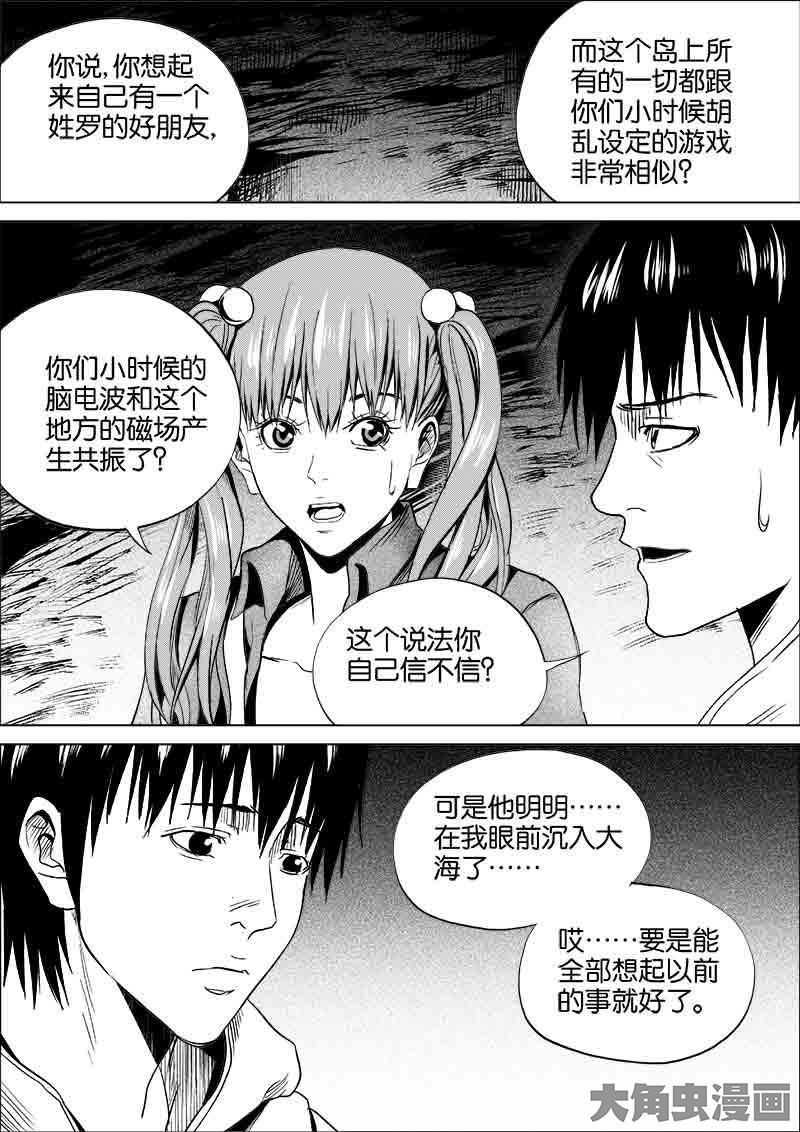 你说,你想起
来自己有一个
姓罗的好朋友,
而这个岛上所
有的一切都跟
你们小时候胡
乱设定的游戏
非常相似?
你们小时候的
脑电波和这个
地方的磁场产
生共振了?
这个说法你
自己信不信?
可是他明明……
在我眼前沉入大
海了……
哎……要是能
全部想起以前
的事就好了。
大角虫漫画